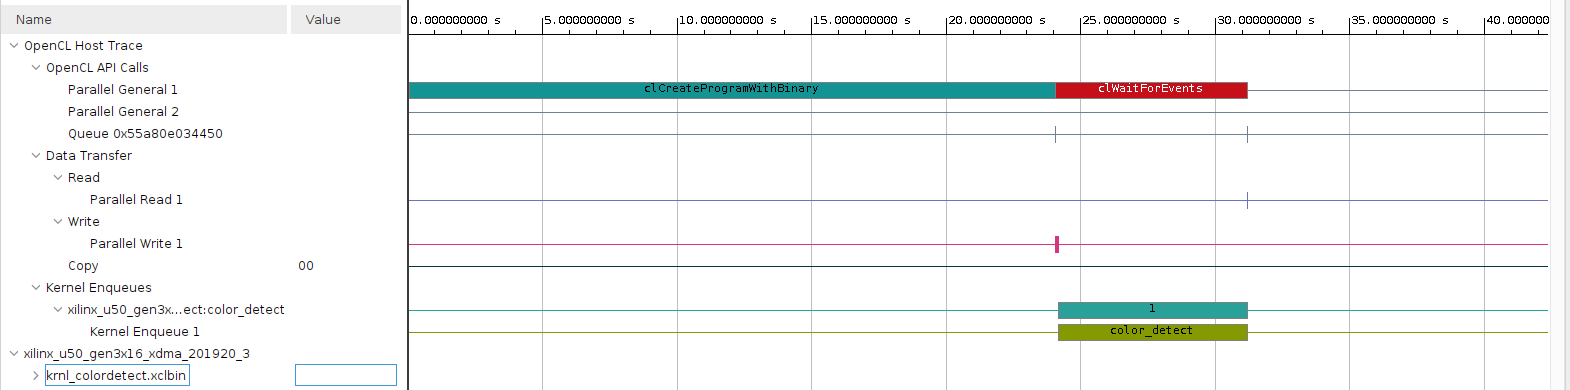 Name Value
0.000000000 s 5.000000000 s 10.000000000 s 15.000000000 s 20.000000000 s 25.000000000 s 30.000000000 s 35.000000000 s 40.000000
OpenCL Host Trace
OpenCL API Calls
Parallel General 1 clCreateProgramWithBinary clWaitForEvents
Parallel General 2
Queue 0x55a80e034450
Data Transfer
Read
Parallel Read 1
Write
Parallel Write 1
Copy 00
Kernel Enqueues
xilinx_u50_gen3x...ect:color_detect 1
Kernel Enqueue 1 color_detect
xilinx_u50_gen3x16_xdma_201920_3
krnl_colordetect.xclbin